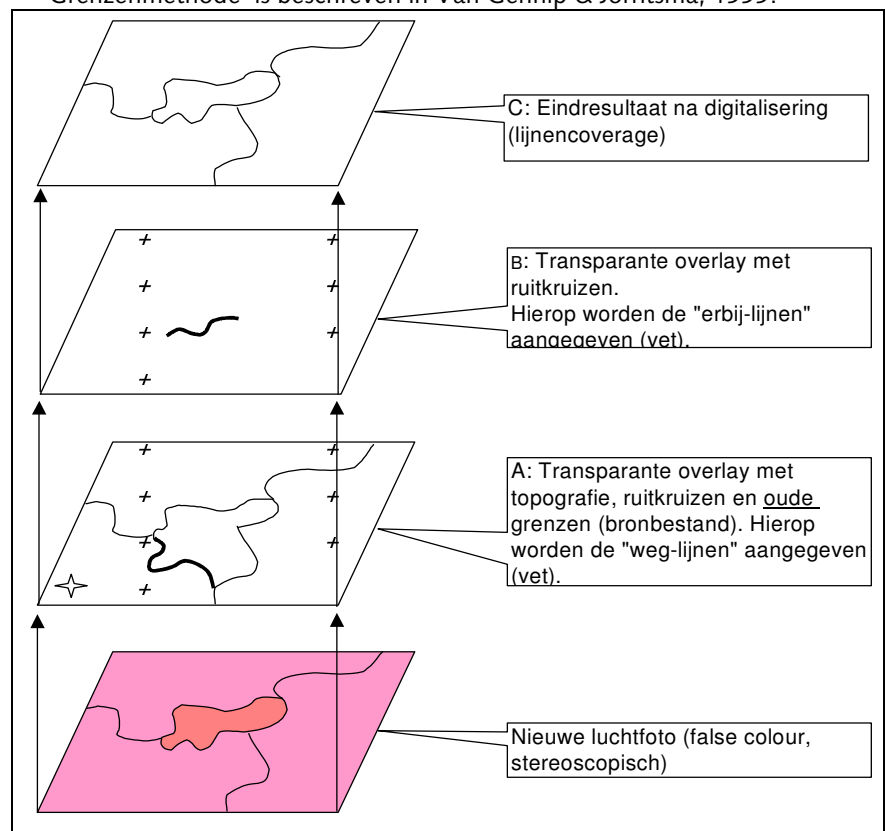 Grenzenmethode' is beschreven in Van Gennip & Jorritsma, 1999.
C: Eindresultaat na digitalisering
(lijnencoverage)
B: Transparante overlay met
ruitkruizen.
Hierop worden de "erbij-lijnen"
aangegeven (vet).
A: Transparante overlay met
topografie, ruitkruizen en oude
grenzen (bronbestand). Hierop
worden de "weg-lijnen" aangegeven
(vet).
Nieuwe luchtfoto (false colour,
stereoscopisch)